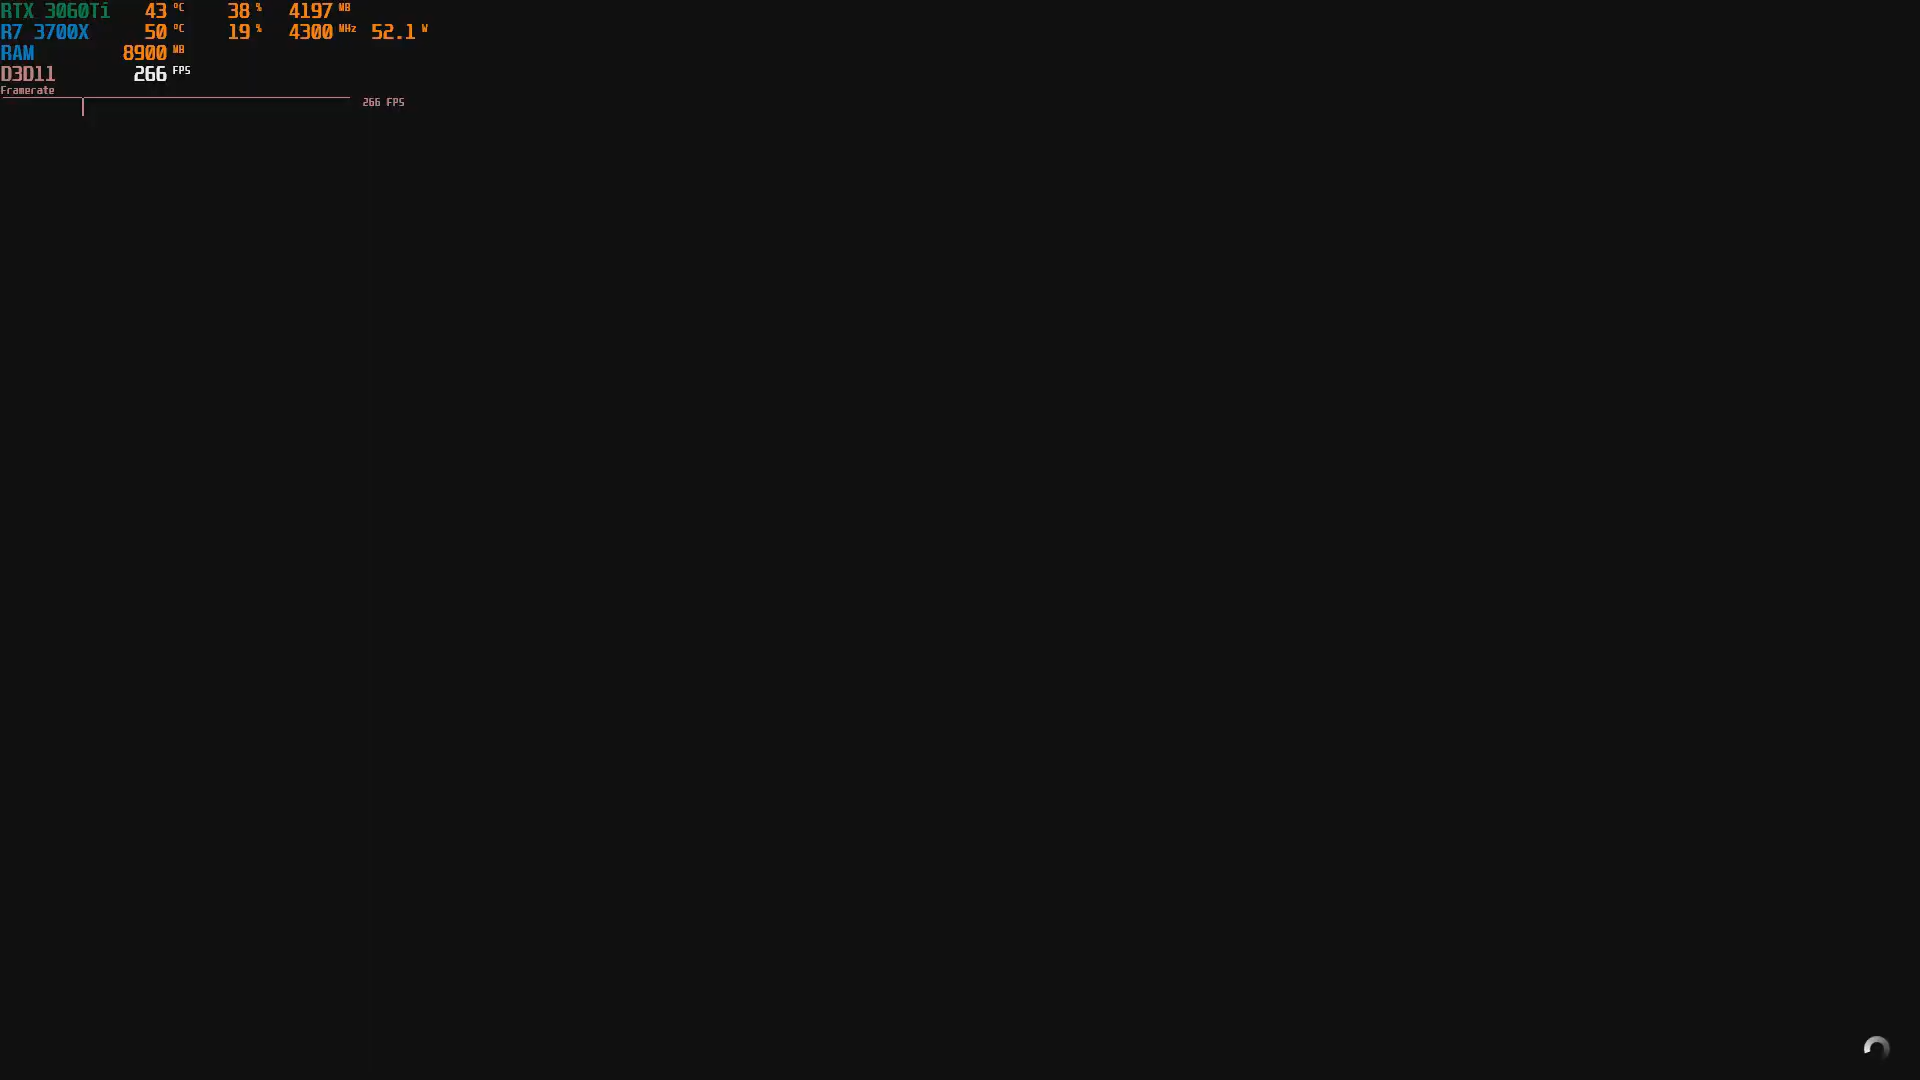 RTX 3060Ti 43 °C 38 % 4197 MB
R7 3700X 50 °C 19 % 4300 MHz 52.1 W
RAM 8900 MB
D3D11 266 FPS
Framerate
266 FPS